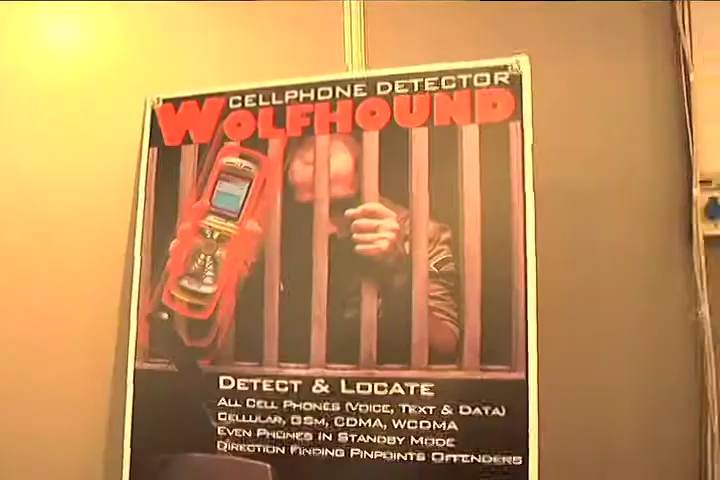 CELLPHONE DETECTOR
WOLFHOUND
DETECT & LOCATE
ALL CELL PHONES (VOICE, TEXT & DATA)
CELLULAR, GSM, CDMA, WCDMA
EVEN PHONES IN STANDBY MODE
DIRECTION FINDING PINPOINTS OFFENDERS